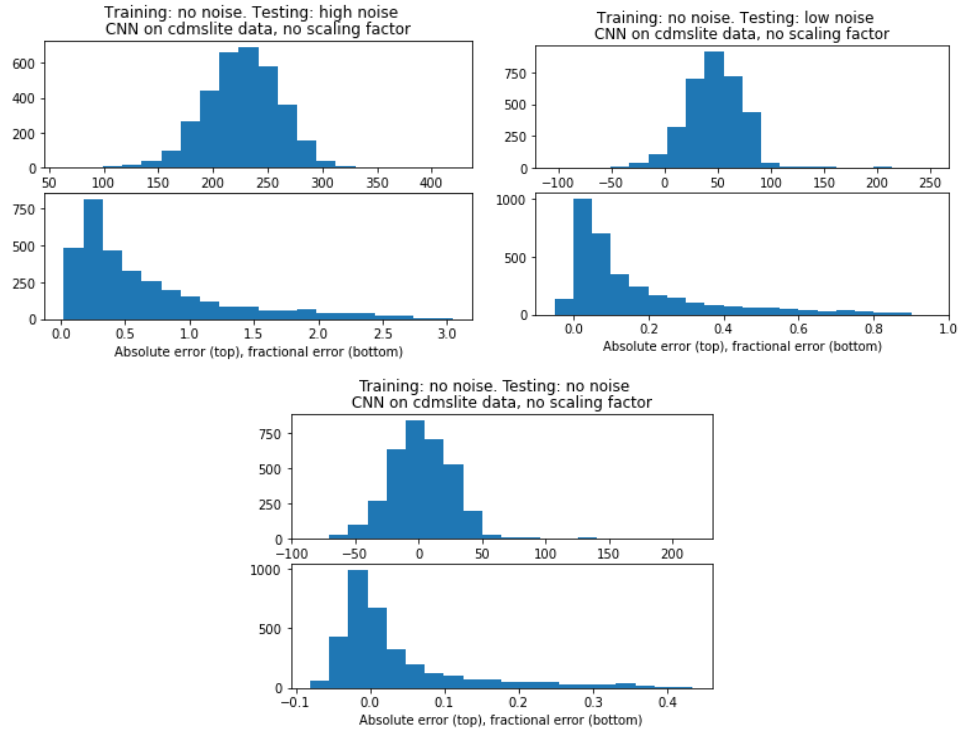 Training: no noise. Testing: high noise
CNN on cdmslite data, no scaling factor
600
400
200
0
50 100 150 200 250 300 350 400
750
500
250
0
0.0 0.5 1.0 1.5 2.0 2.5 3.0
Absolute error (top), fractional error (bottom)
Training: no noise. Testing: low noise
CNN on cdmslite data, no scaling factor
750
500
250
0
−100 −50 0 50 100 150 200 250
1000
500
0
0.0 0.2 0.4 0.6 0.8 1.0
Absolute error (top), fractional error (bottom)
Training: no noise. Testing: no noise
CNN on cdmslite data, no scaling factor
750
500
250
0
−100 −50 0 50 100 150 200
1000
500
0
−0.1 0.0 0.1 0.2 0.3 0.4
Absolute error (top), fractional error (bottom)